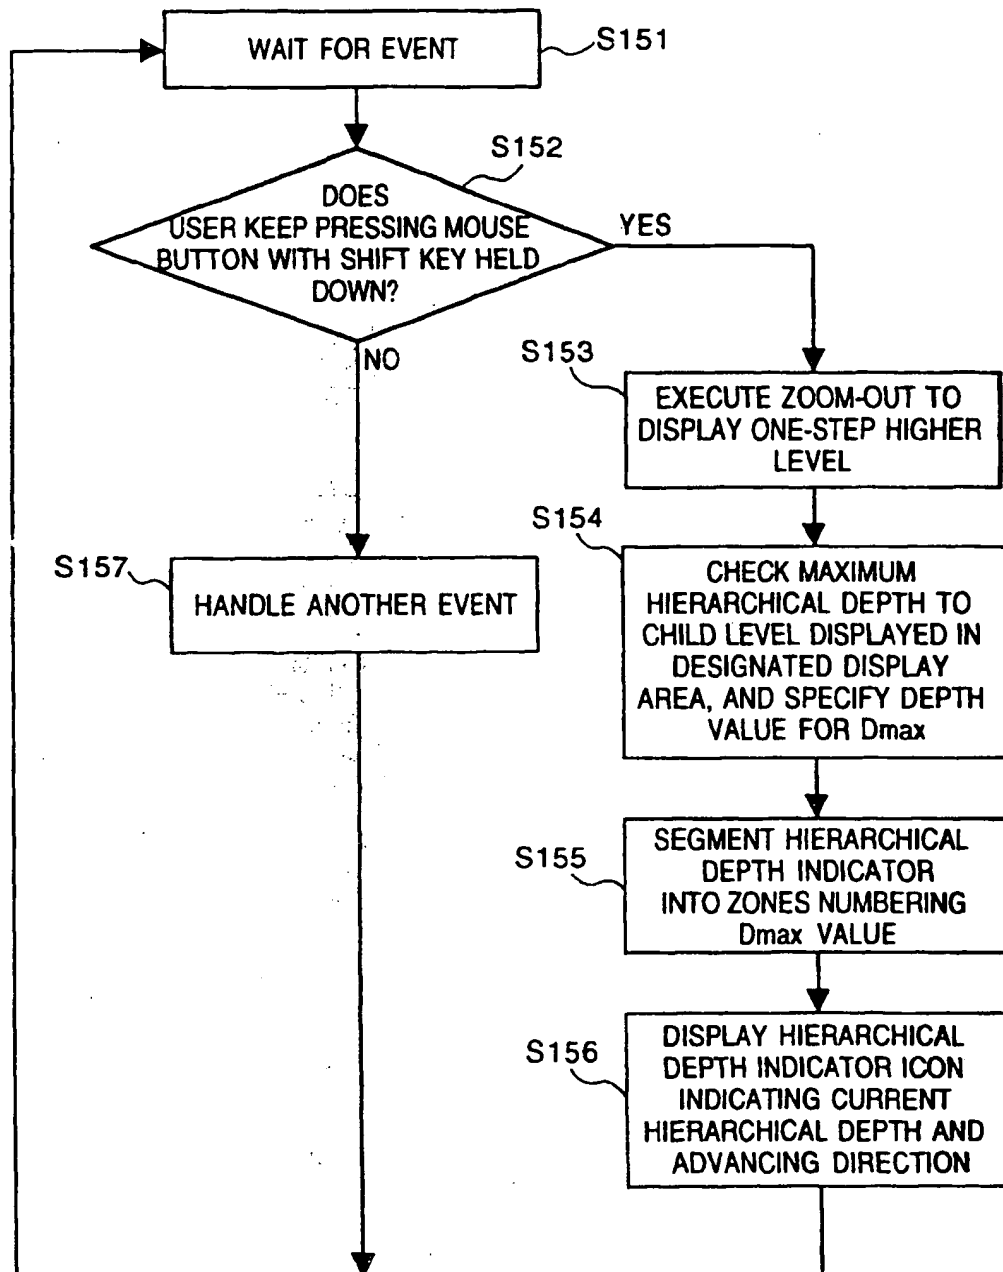 WAIT FOR EVENT
S151
S152
DOES
USER KEEP PRESSING MOUSE
BUTTON WITH SHIFT KEY HELD
DOWN?
YES
NO
S153
EXECUTE ZOOM-OUT TO
DISPLAY ONE-STEP HIGHER
LEVEL
S154
CHECK MAXIMUM
HIERARCHICAL DEPTH TO
CHILD LEVEL DISPLAYED IN
DESIGNATED DISPLAY
AREA, AND SPECIFY DEPTH
VALUE FOR Dmax
S157
HANDLE ANOTHER EVENT
S155
SEGMENT HIERARCHICAL
DEPTH INDICATOR
INTO ZONES NUMBERING
Dmax VALUE
S156
DISPLAY HIERARCHICAL
DEPTH INDICATOR ICON
INDICATING CURRENT
HIERARCHICAL DEPTH AND
ADVANCING DIRECTION